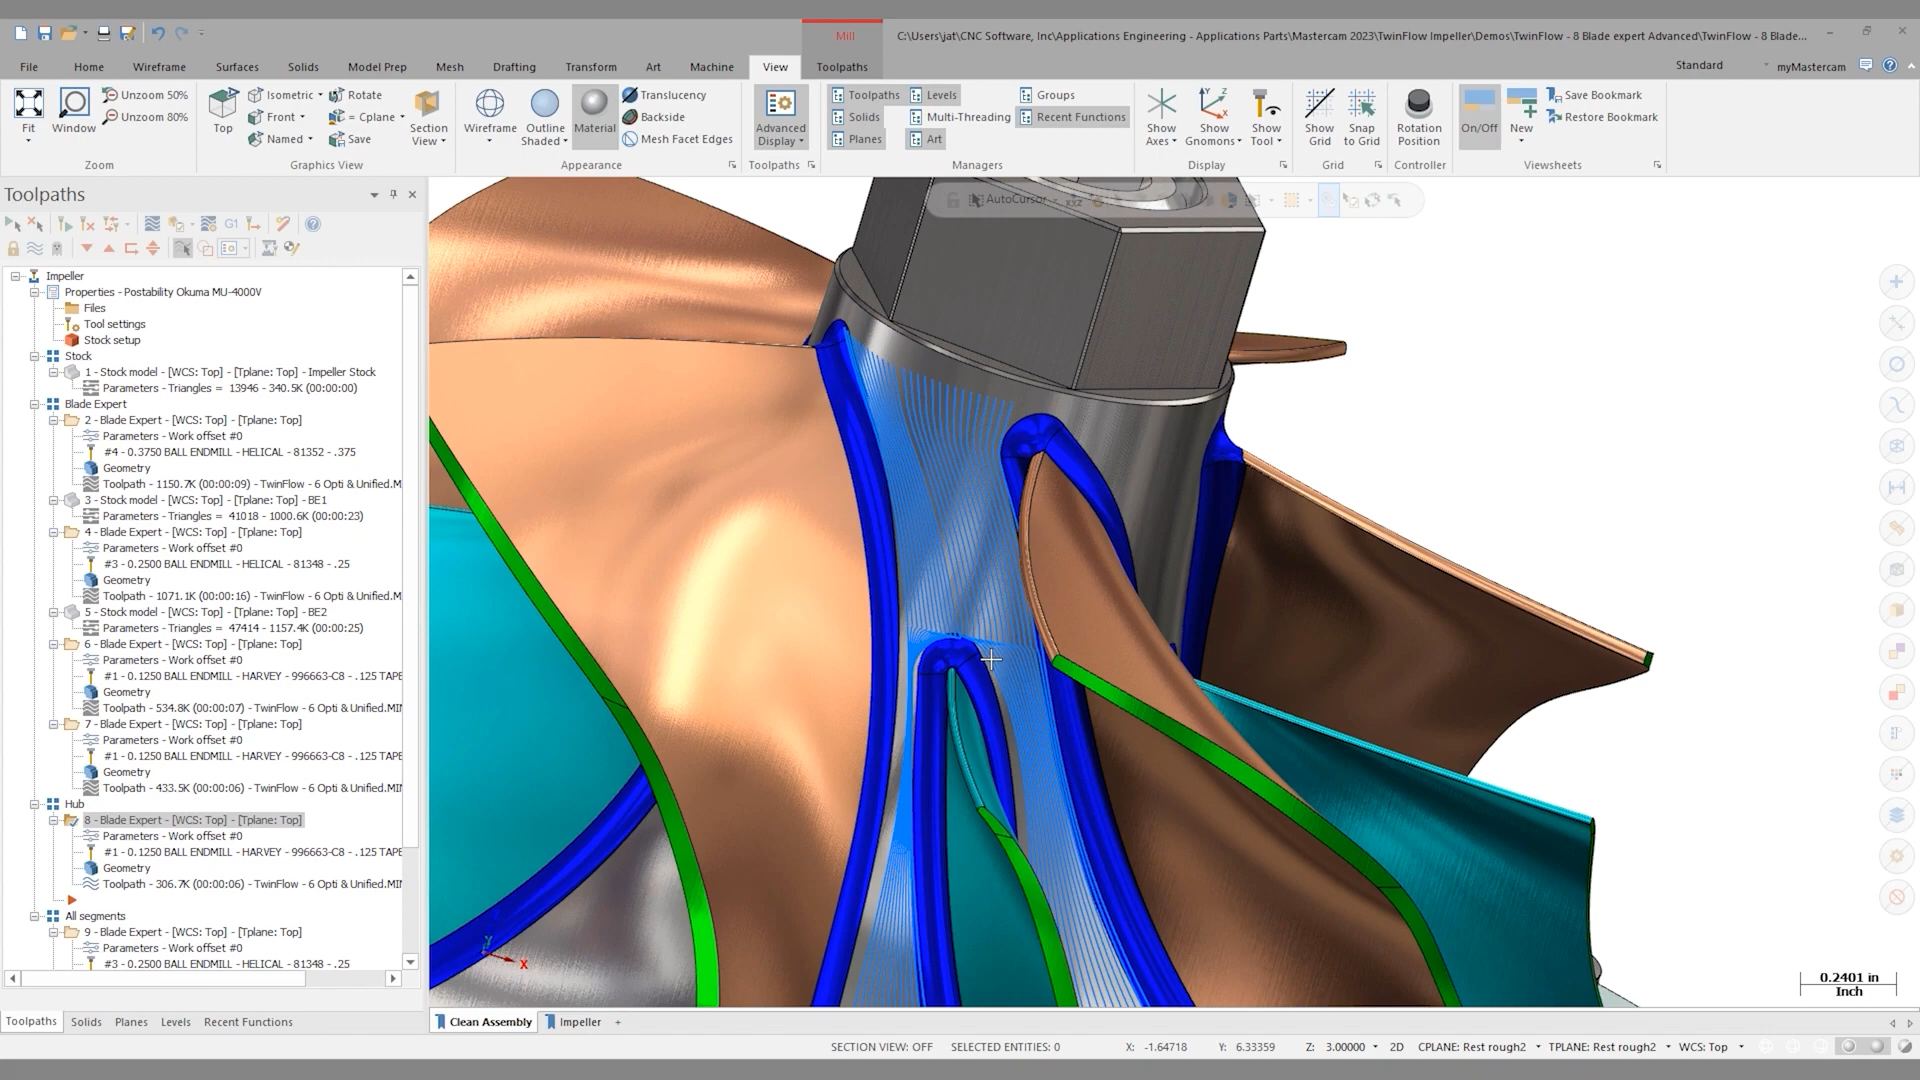 Mill
C:\Users\jat\CNC Software, Inc\Applications Engineering - Applications Parts\Mastercam 2023\TwinFlow Impeller\Demos\TwinFlow - 8 Blade expert Advanced\TwinFlow - 8 Blade...
File Home Wireframe Surfaces Solids Model Prep Mesh Drafting Transform Art Machine View Toolpaths Standard myMastercam
Fit
Window
Unzoom 50%
Unzoom 80%
Zoom
Top
Isometric
Front
Named
Rotate
= Cplane
Save
Section View
Graphics View
Wireframe
Outline Shaded
Material
Translucency
Backside
Mesh Facet Edges
Appearance
Advanced Display
Toolpaths
Toolpaths
Solids
Planes
Levels
Multi-Threading
Art
Groups
Recent Functions
Managers
Show Axes
Show Gnomons
Show Tool
Display
Show Grid
Snap to Grid
Grid
Rotation Position
Controller
On/Off
New
Save Bookmark
Restore Bookmark
Viewsheets
Toolpaths
G1
AutoCursor
Impeller
Properties - Postability Okuma MU-4000V
Files
Tool settings
Stock setup
Stock
1 - Stock model - [WCS: Top] - [Tplane: Top] - Impeller Stock
Parameters - Triangles = 13946 - 340.5K (00:00:00)
Blade Expert
2 - Blade Expert - [WCS: Top] - [Tplane: Top]
Parameters - Work offset #0
#4 - 0.3750 BALL ENDMILL - HELICAL - 81352 - .375
Geometry
Toolpath - 1150.7K (00:00:09) - TwinFlow - 6 Opti & Unified.M
3 - Stock model - [WCS: Top] - [Tplane: Top] - BE1
Parameters - Triangles = 41018 - 1000.6K (00:00:23)
4 - Blade Expert - [WCS: Top] - [Tplane: Top]
Parameters - Work offset #0
#3 - 0.2500 BALL ENDMILL - HELICAL - 81348 - .25
Geometry
Toolpath - 1071.1K (00:00:16) - TwinFlow - 6 Opti & Unified.M
5 - Stock model - [WCS: Top] - [Tplane: Top] - BE2
Parameters - Triangles = 47414 - 1157.4K (00:00:25)
6 - Blade Expert - [WCS: Top] - [Tplane: Top]
Parameters - Work offset #0
#1 - 0.1250 BALL ENDMILL - HARVEY - 996663-C8 - .125 TAPE
Geometry
Toolpath - 534.8K (00:00:07) - TwinFlow - 6 Opti & Unified.MI
7 - Blade Expert - [WCS: Top] - [Tplane: Top]
Parameters - Work offset #0
#1 - 0.1250 BALL ENDMILL - HARVEY - 996663-C8 - .125 TAPE
Geometry
Toolpath - 433.5K (00:00:06) - TwinFlow - 6 Opti & Unified.MI
Hub
8 - Blade Expert - [WCS: Top] - [Tplane: Top]
Parameters - Work offset #0
#1 - 0.1250 BALL ENDMILL - HARVEY - 996663-C8 - .125 TAPE
Geometry
Toolpath - 306.7K (00:00:06) - TwinFlow - 6 Opti & Unified.MI
All segments
9 - Blade Expert - [WCS: Top] - [Tplane: Top]
Parameters - Work offset #0
#3 - 0.2500 BALL ENDMILL - HELICAL - 81348 - .25
Y
X
0.2401 in
Inch
Toolpaths Solids Planes Levels Recent Functions
Clean Assembly Impeller +
SECTION VIEW: OFF SELECTED ENTITIES: 0 X: -1.64718 Y: 6.33359 Z: 3.00000 2D CPLANE: Rest rough2 TPLANE: Rest rough2 WCS: Top